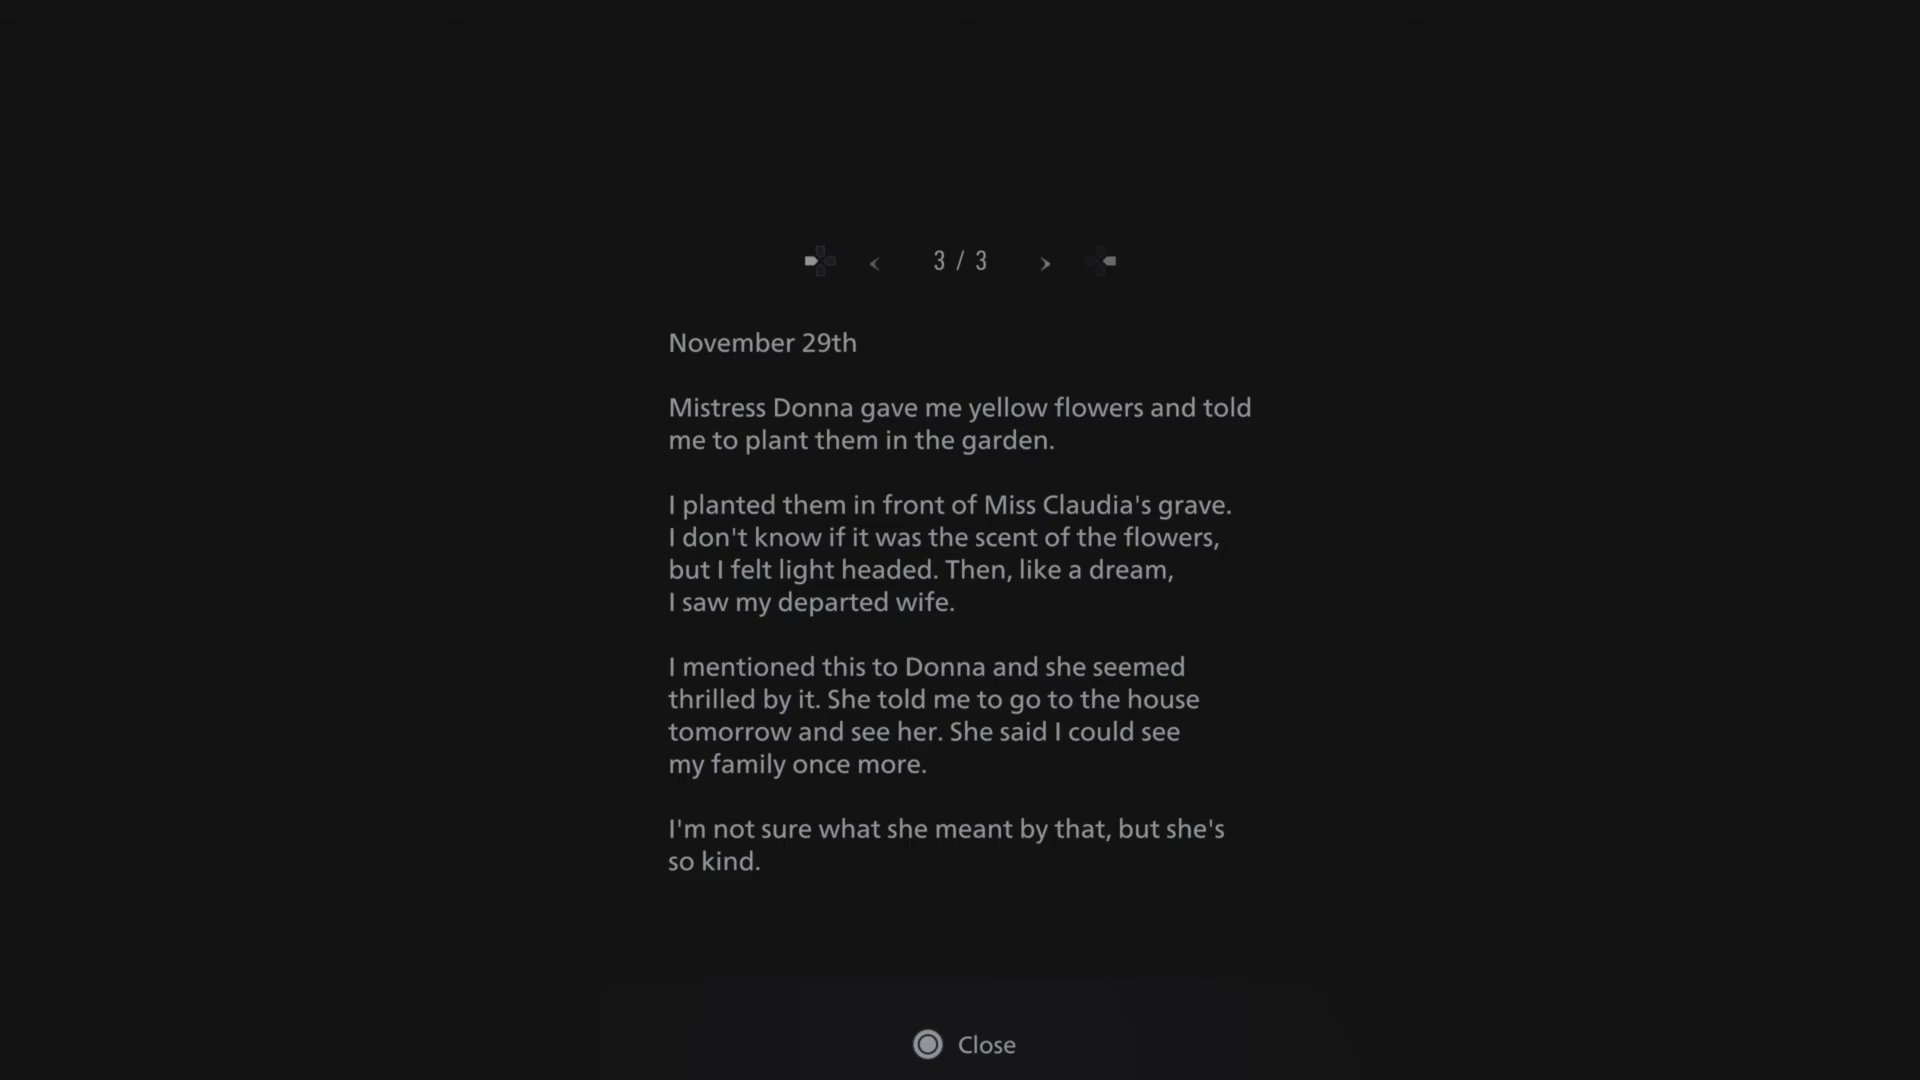 3 / 3
November 29th
Mistress Donna gave me yellow flowers and told
me to plant them in the garden.
I planted them in front of Miss Claudia's grave.
I don't know if it was the scent of the flowers,
but I felt light headed. Then, like a dream,
I saw my departed wife.
I mentioned this to Donna and she seemed
thrilled by it. She told me to go to the house
tomorrow and see her. She said I could see
my family once more.
I'm not sure what she meant by that, but she's
so kind.
Close